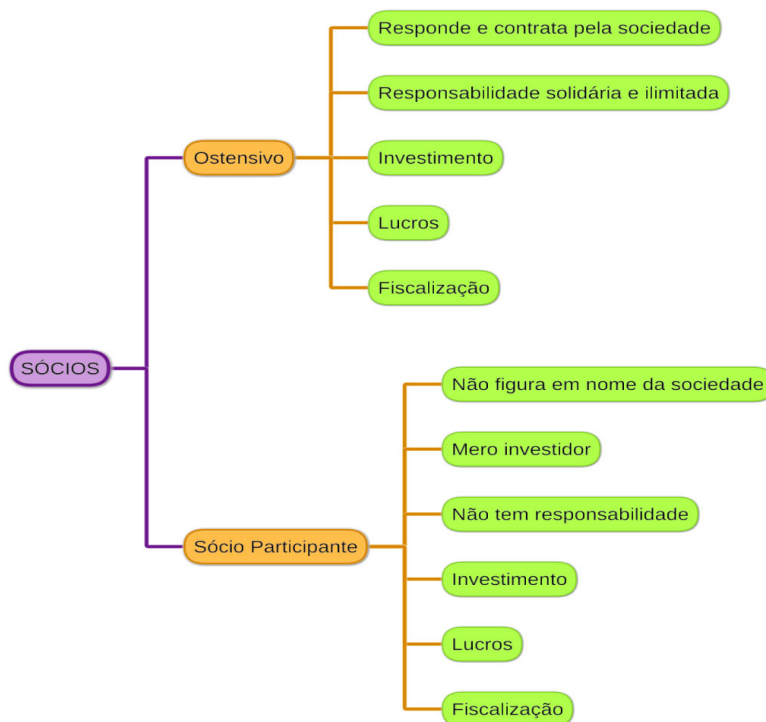 SÓCIOS
Ostensivo
Responde e contrata pela sociedade
Responsabilidade solidária e ilimitada
Investimento
Lucros
Fiscalização
Sócio Participante
Não figura em nome da sociedade
Mero investidor
Não tem responsabilidade
Investimento
Lucros
Fiscalização